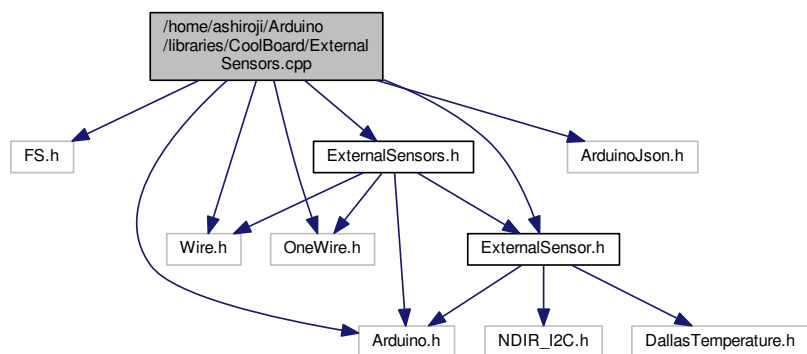 /home/ashiroji/Arduino
/libraries/CoolBoard/External
Sensors.cpp
FS.h
ExternalSensors.h
ArduinoJson.h
Wire.h
OneWire.h
ExternalSensor.h
Arduino.h
NDIR_I2C.h
DallasTemperature.h